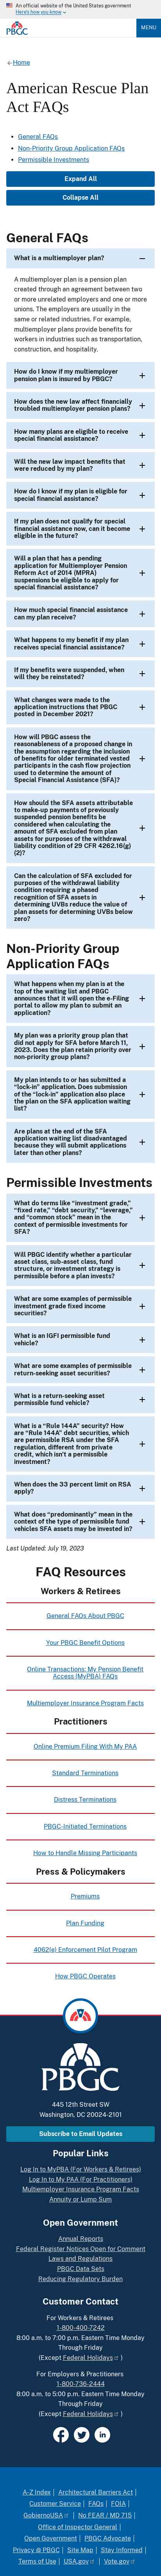 An official website of the United States government
Here's how you know
PBGC
MENU
Home
American Rescue Plan
Act FAQs
General FAQs
Non-Priority Group Application FAQs
Permissible Investments
Expand All
Collapse All
General FAQs
What is a multiemployer plan?
A multiemployer plan is a pension plan
created through an agreement between
two or more employers and one or more
unions. The employers are usually in
the same or related industries. For
example, multiemployer plans exist in
many industries, such as transportation,
construction, and hospitality.
How do I know if my multiemployer
pension plan is insured by PBGC?
How does the new law affect financially
troubled multiemployer pension plans?
How many plans are eligible to receive
special financial assistance?
Will the new law impact benefits that
were reduced by my plan?
How do I know if my plan is eligible for
special financial assistance?
If my plan does not qualify for special
financial assistance now, can it become
eligible in the future?
Will a plan that has a pending
application for Multiemployer Pension
Reform Act of 2014 (MPRA)
suspensions be eligible to apply for
special financial assistance?
How much special financial assistance
can my plan receive?
What happens to my benefit if my plan
receives special financial assistance?
If my benefits were suspended, when
will they be reinstated?
What changes were made to the
application instructions that PBGC
posted in December 2021?
How will PBGC assess the
reasonableness of a proposed change in
the assumption regarding the inclusion
of benefits for older terminated vested
participants in the cash flow projection
used to determine the amount of
Special Financial Assistance (SFA)?
How should the SFA assets attributable
to make-up payments of previously
suspended pension benefits be
considered when calculating the
amount of SFA excluded from plan
assets for purposes of the withdrawal
liability condition of 29 CFR 4262.16(g)
(2)?
Can the calculation of SFA excluded for
purposes of the withdrawal liability
condition requiring a phased
recognition of SFA assets in
determining UVBs reduce the value of
plan assets for determining UVBs below
zero?
Non-Priority Group
Application FAQs
What happens when my plan is at the
top of the waiting list and PBGC
announces that it will open the e-Filing
Portal to allow my plan to submit an
application?
My plan was a priority group plan that
did not apply for SFA before March 11,
2023. Does the plan retain priority over
non-priority group plans?
My plan intends to or has submitted a
“lock-in” application. Does submission
of the “lock-in” application also place
the plan on the SFA application waiting
list?
Are plans at the end of the SFA
application waiting list disadvantaged
because they will submit applications
later than other plans?
Permissible Investments
What do terms like “investment grade,”
“fixed rate,” “debt security,” “leverage,”
and “common stock” mean in the
context of permissible investments for
SFA?
Will PBGC identify whether a particular
asset class, sub-asset class, fund
structure, or investment strategy is
permissible before a plan invests?
What are some examples of permissible
investment grade fixed income
securities?
What is an IGFI permissible fund
vehicle?
What are some examples of permissible
return-seeking asset securities?
What is a return-seeking asset
permissible fund vehicle?
What is a “Rule 144A” security? How
are “Rule 144A” debt securities, which
are permissible RSA under the SFA
regulation, different from private
credit, which isn't a permissible
investment?
When does the 33 percent limit on RSA
apply?
What does “predominantly” mean in the
context of the type of permissible fund
vehicles SFA assets may be invested in?
Last Updated: July 19, 2023
FAQ Resources
Workers & Retirees
General FAQs About PBGC
Your PBGC Benefit Options
Online Transactions: My Pension Benefit
Access (MyPBA) FAQs
Multiemployer Insurance Program Facts
Practitioners
Online Premium Filing With My PAA
Standard Terminations
Distress Terminations
PBGC-Initiated Terminations
How to Handle Missing Participants
Press & Policymakers
Premiums
Plan Funding
4062(e) Enforcement Pilot Program
How PBGC Operates
PBGC
445 12th Street SW
Washington, DC 20024-2101
Subscribe to Email Updates
Popular Links
Log In to MyPBA (For Workers & Retirees)
Log In to My PAA (For Practitioners)
Multiemployer Insurance Program Facts
Annuity or Lump Sum
Open Government
Annual Reports
Federal Register Notices Open for Comment
Laws and Regulations
PBGC Data Sets
Reducing Regulatory Burden
Customer Contact
For Workers & Retirees
1-800-400-7242
8:00 a.m. to 7:00 p.m. Eastern Time Monday
Through Friday
(Except Federal Holidays )
For Employers & Practitioners
1-800-736-2444
8:00 a.m. to 5:00 p.m. Eastern Time Monday
Through Friday
(Except Federal Holidays )
A-Z Index | Architectural Barriers Act |
Customer Service | FAQs | FOIA |
GobiernoUSA | No FEAR / MD 715 |
Office of Inspector General |
Open Government | PBGC Advocate |
Privacy @ PBGC | Site Map | Stay Informed |
Terms of Use | USA.gov | Vote.gov